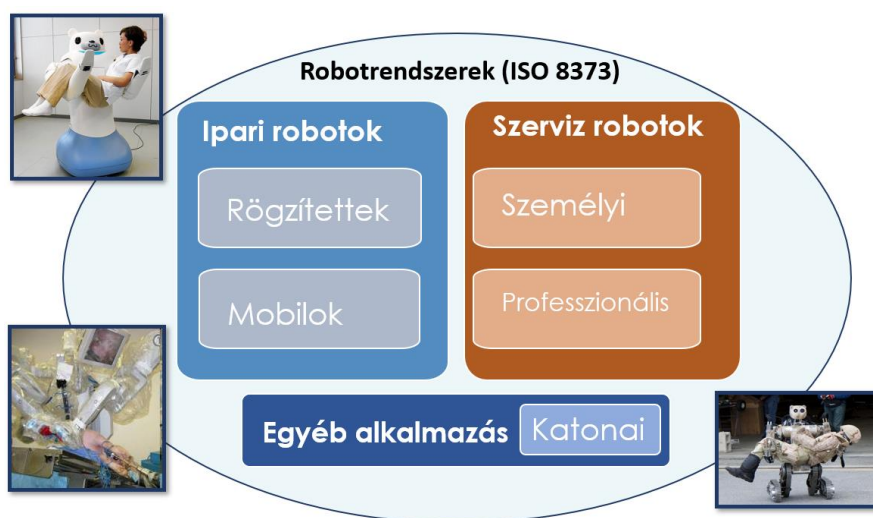 Robotrendszerek (ISO 8373)
Ipari robotok
Rögzítettek
Mobilok
Szerviz robotok
Személyi
Professzionális
Egyéb alkalmazás
Katonai